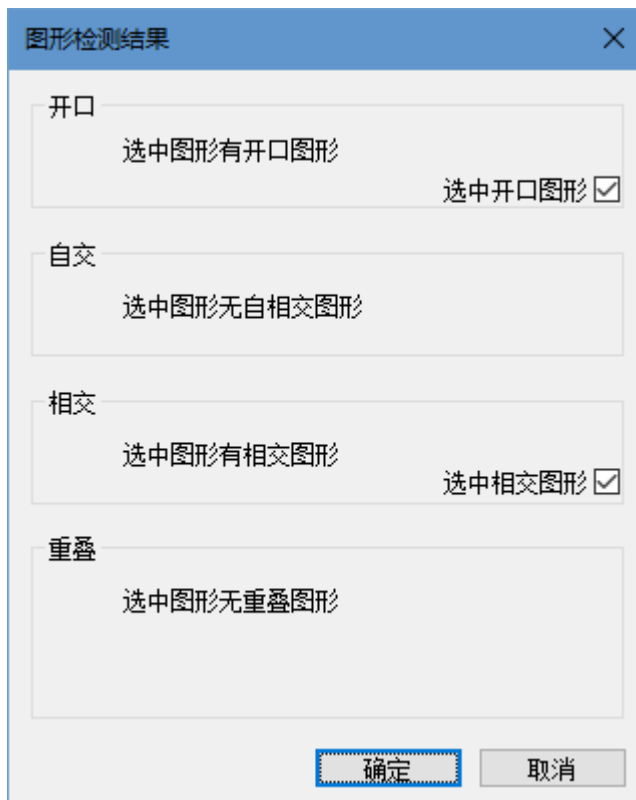 图形检测结果
开口
选中图形有开口图形
选中开口图形
自交
选中图形无自相交图形
相交
选中图形有相交图形
选中相交图形
重叠
选中图形无重叠图形
确定
取消